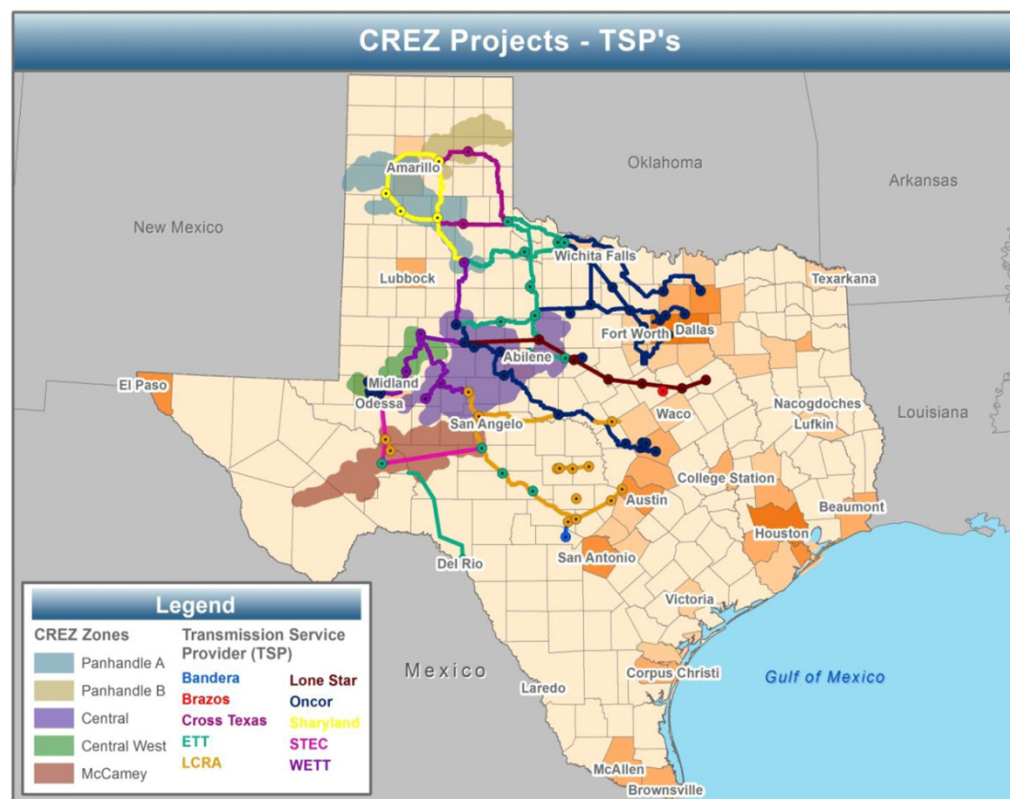 CREZ Projects - TSP's
Oklahoma
Arkansas
New Mexico
Amarillo
Wichita Falls
Lubbock
Texarkana
Fort Worth
Dallas
Abilene
El Paso
Midland
Odessa
Nacogdoches
Louisiana
Waco
San Angelo
Lufkin
College Station
Austin
Beaumont
Houston
Del Rio
San Antonio
Victoria
Mexico
Corpus Christi
Gulf of Mexico
Laredo
McAllen
Brownsville
Legend
CREZ Zones
Panhandle A
Panhandle B
Central
Central West
McCamey
Transmission Service
Provider (TSP)
Bandera
Brazos
Cross Texas
ETT
LCRA
Lone Star
Oncor
Sharyland
STEC
WETT